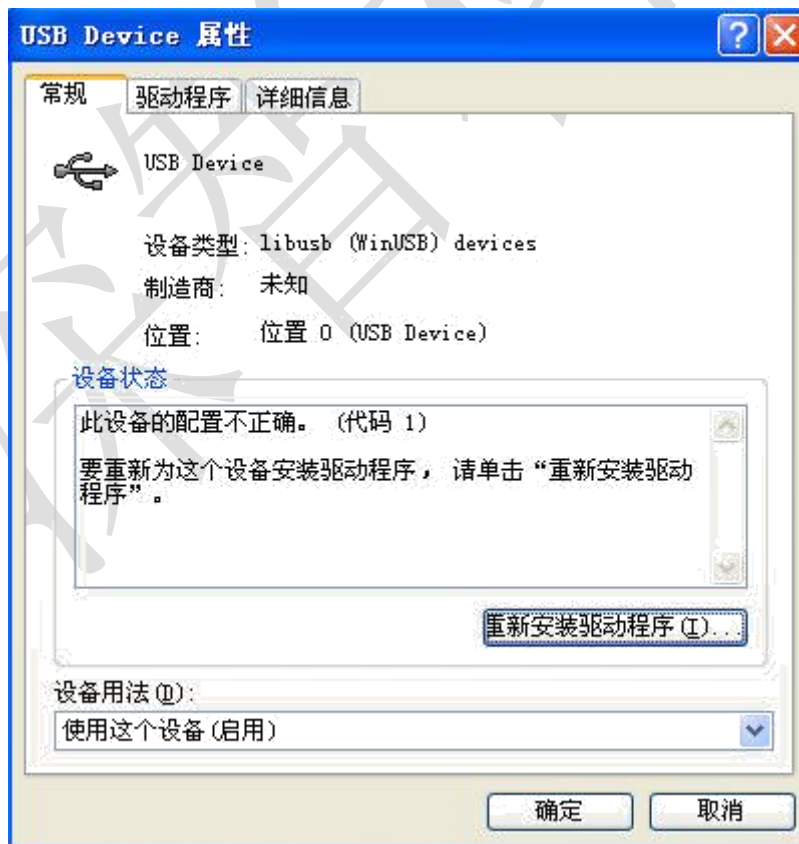 USB Device 属性
常规 驱动程序 详细信息
USB Device
设备类型: libusb (WinUSB) devices
制造商: 未知
位置: 位置 0 (USB Device)
设备状态
此设备的配置不正确。 (代码 1)
要重新为这个设备安装驱动程序， 请单击“重新安装驱动
程序”。
重新安装驱动程序(I)...
设备用法(D):
使用这个设备(启用)
确定 取消